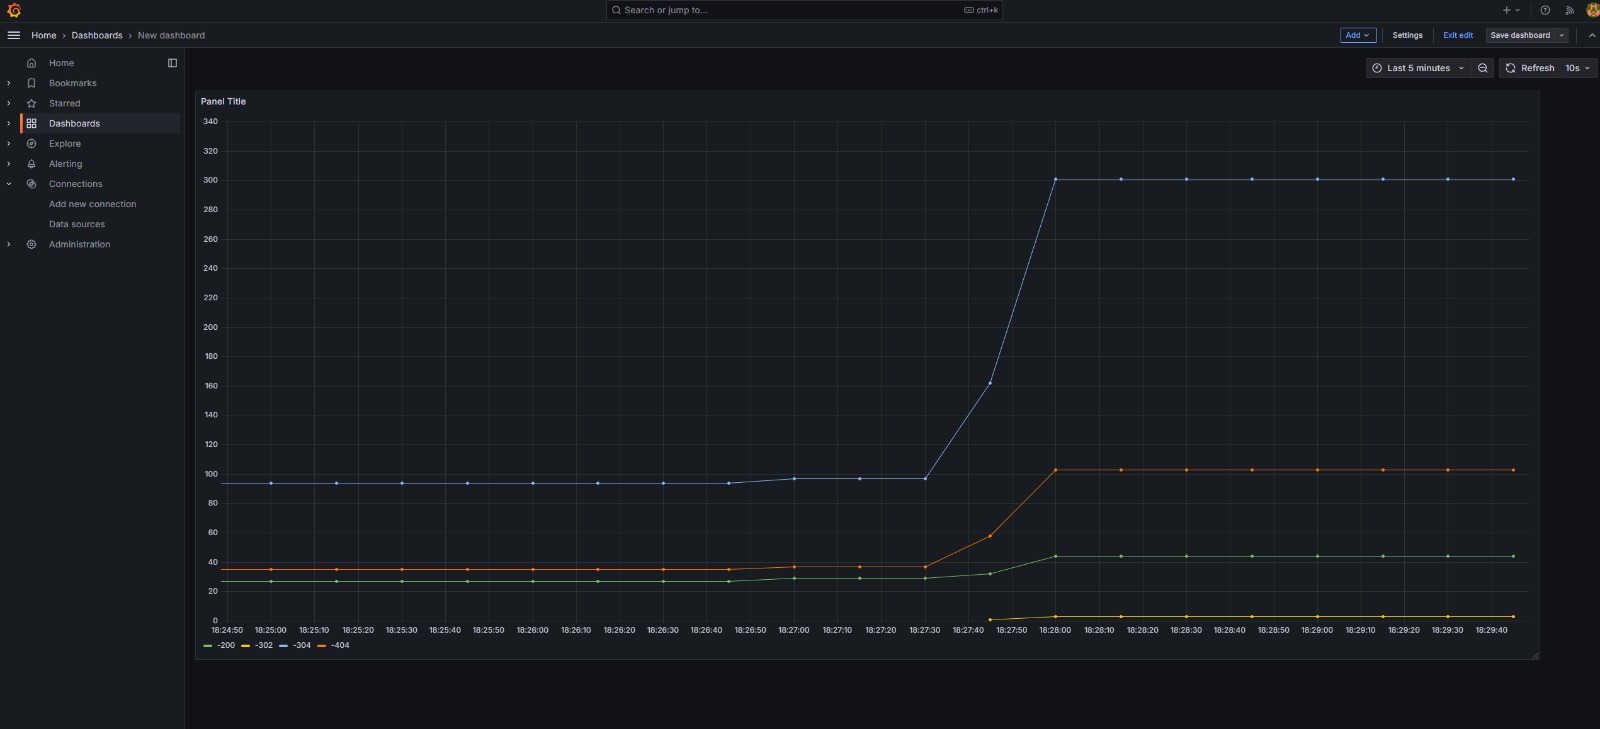 Search or jump to... ctrl+k
Home › Dashboards › New dashboard Add Settings Exit edit Save dashboard
Home
Bookmarks
Starred
Dashboards
Explore
Alerting
Connections
Add new connection
Data sources
Administration
Last 5 minutes Refresh 10s
Panel Title
340
320
300
280
260
240
220
200
180
160
140
120
100
80
60
40
20
0
18:24:50 18:25:00 18:25:10 18:25:20 18:25:30 18:25:40 18:25:50 18:26:00 18:26:10 18:26:20 18:26:30 18:26:40 18:26:50 18:27:00 18:27:10 18:27:20 18:27:30 18:27:40 18:27:50 18:28:00 18:28:10 18:28:20 18:28:30 18:28:40 18:28:50 18:29:00 18:29:10 18:29:20 18:29:30 18:29:40
-200 -302 -304 -404